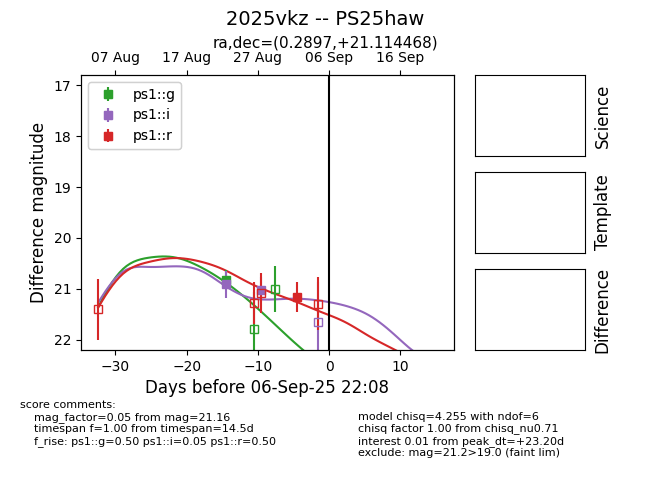 2025vkz -- PS25haw
ra,dec=(0.2897,+21.114468)
07 Aug 17 Aug 27 Aug 06 Sep 16 Sep
ps1::g
ps1::i
ps1::r
17
18
19
20
21
22
Difference magnitude
−30 −20 −10 0 10
Days before 06-Sep-25 22:08
Science
Template
Difference
score comments:
mag_factor=0.05 from mag=21.16
timespan f=1.00 from timespan=14.5d
f_rise: ps1::g=0.50 ps1::i=0.05 ps1::r=0.50
model chisq=4.255 with ndof=6
chisq factor 1.00 from chisq_nu0.71
interest 0.01 from peak_dt=+23.20d
exclude: mag=21.2>19.0 (faint lim)